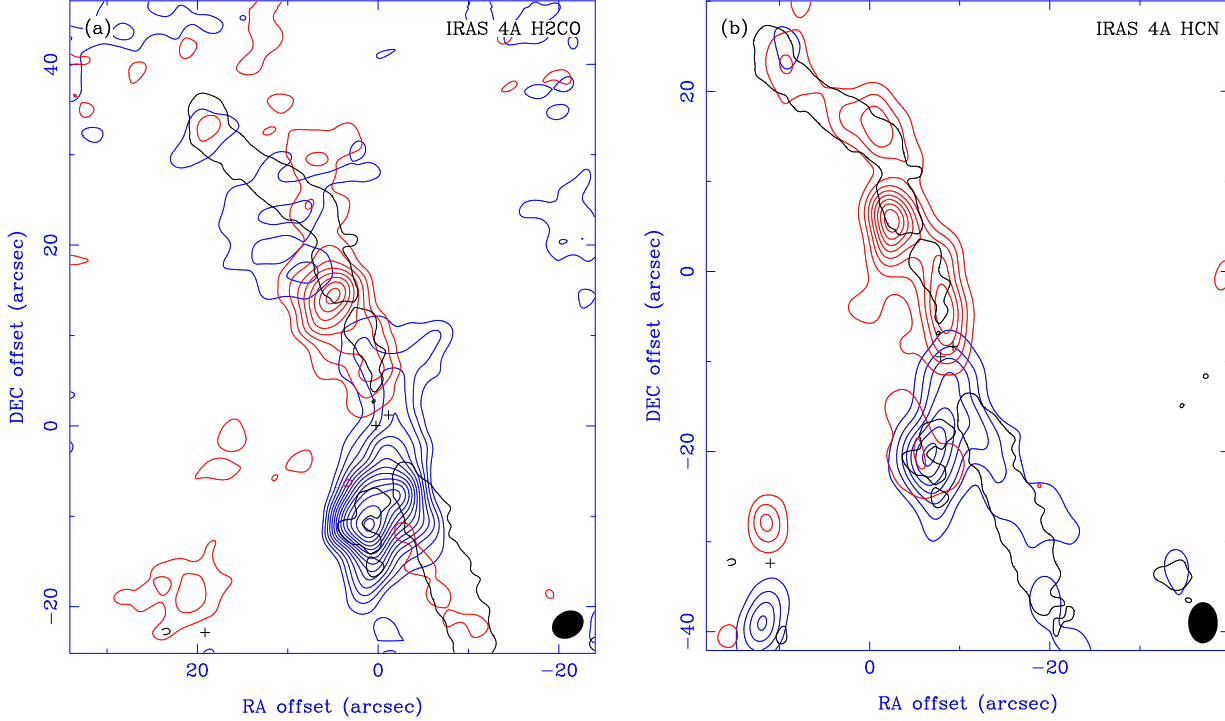 (a)
IRAS 4A H2CO
40
20
0
−20
DEC offset (arcsec)
20
0
−20
RA offset (arcsec)
(b)
IRAS 4A HCN
20
0
−20
−40
DEC offset (arcsec)
0
−20
RA offset (arcsec)